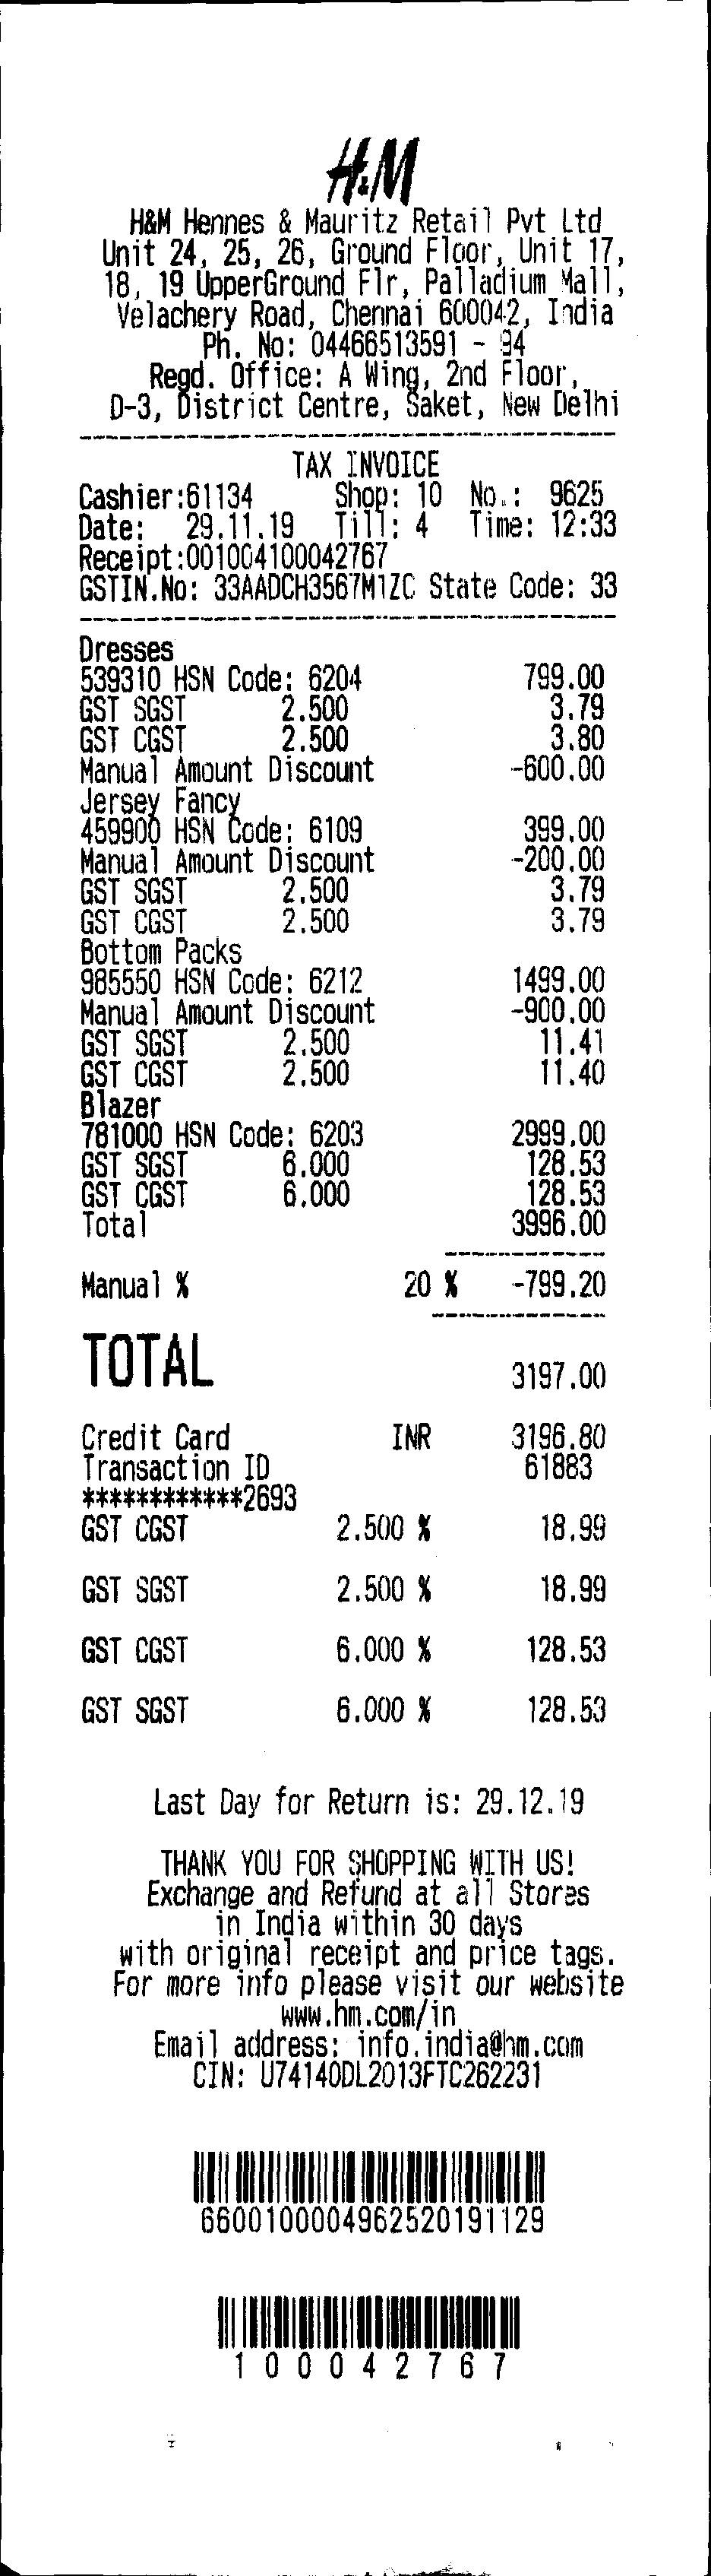 H&M
H&M Hennes & Mauritz Retail Pvt Ltd
Unit 24, 25, 26, Ground Floor, Unit 17,
18, 19 UpperGround Flr, Palladium Mall,
Velachery Road, Chennai 600042, India
Ph. No: 04466513591 - 94
Regd. Office: A Wing, 2nd Floor,
D-3, District Centre, Saket, New Delhi
TAX INVOICE
Cashier:61134 Shop: 10 No.: 9625
Date: 29.11.19 Till: 4 Time: 12:33
Receipt:001004100042767
GSTIN.No: 33AADCH3567M1ZC State Code: 33
Dresses
539310 HSN Code: 6204 799.00
GST SGST 2.500 3.79
GST CGST 2.500 3.80
Manual Amount Discount -600.00
Jersey Fancy
459900 HSN Code: 6109 399.00
Manual Amount Discount -200.00
GST SGST 2.500 3.79
GST CGST 2.500 3.79
Bottom Packs
985550 HSN Code: 6212 1499.00
Manual Amount Discount -900.00
GST SGST 2.500 11.41
GST CGST 2.500 11.40
Blazer
781000 HSN Code: 6203 2999.00
GST SGST 6.000 128.53
GST CGST 6.000 128.53
Total 3996.00
Manual % 20 % -799.20
TOTAL 3197.00
Credit Card INR 3196.80
Transaction ID 61883
************2693
GST CGST 2.500 % 18.99
GST SGST 2.500 % 18.99
GST CGST 6.000 % 128.53
GST SGST 6.000 % 128.53
Last Day for Return is: 29.12.19
THANK YOU FOR SHOPPING WITH US!
Exchange and Refund at all Stores
in India within 30 days
with original receipt and price tags.
For more info please visit our website
www.hm.com/in
Email address: info.india@hm.com
CIN: U74140DL2013FTC262231
6600100004962520191129
100042767